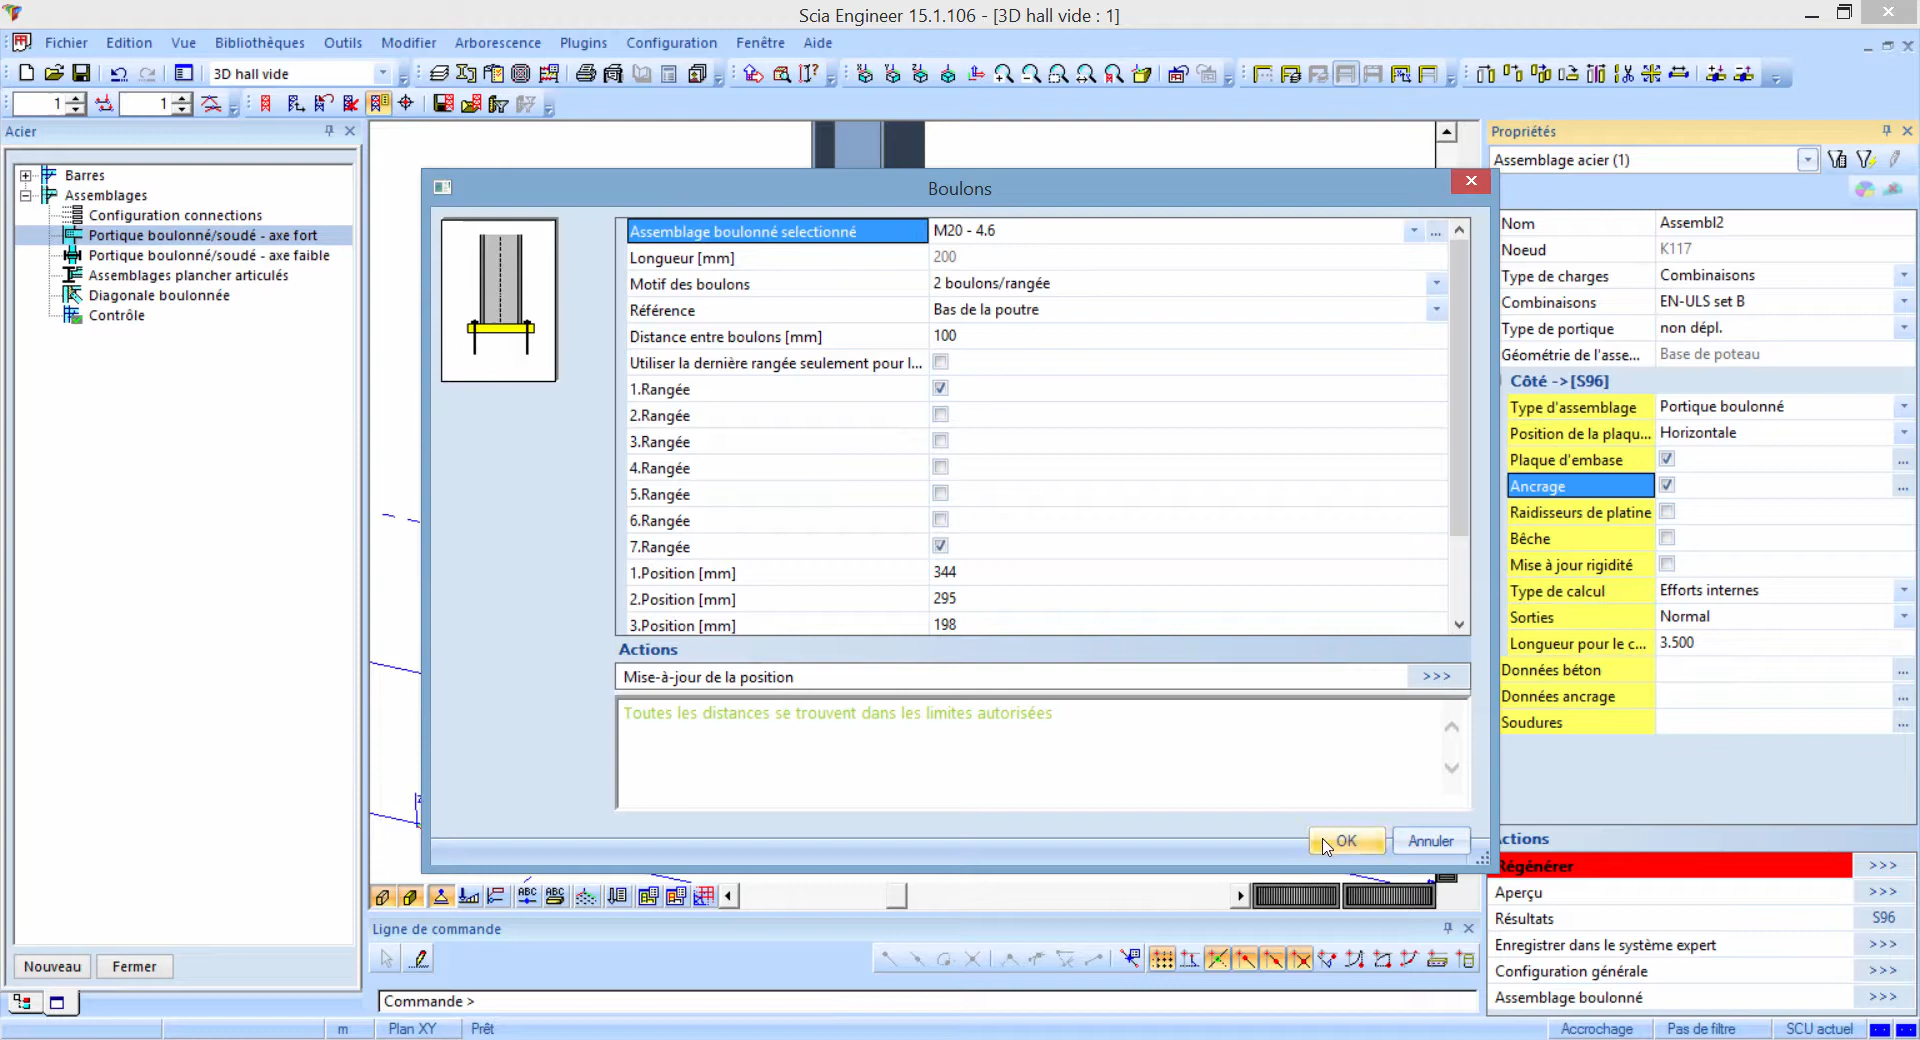 Scia Engineer 15.1.106 - [3D hall vide : 1]
Fichier Edition Vue Bibliothèques Outils Modifier Arborescence Plugins Configuration Fenêtre Aide
3D hall vide
1 1
Acier
Barres
Assemblages
Configuration connections
Portique boulonné/soudé - axe fort
Portique boulonné/soudé - axe faible
Assemblages plancher articulés
Diagonale boulonnée
Contrôle
Nouveau Fermer
Boulons
Assemblage boulonné selectionné M20 - 4.6
Longueur [mm] 200
Motif des boulons 2 boulons/rangée
Référence Bas de la poutre
Distance entre boulons [mm] 100
Utiliser la dernière rangée seulement pour l...
1.Rangée
2.Rangée
3.Rangée
4.Rangée
5.Rangée
6.Rangée
7.Rangée
1.Position [mm] 344
2.Position [mm] 295
3.Position [mm] 198
Actions
Mise-à-jour de la position >>>
Toutes les distances se trouvent dans les limites autorisées
OK Annuler
Propriétés
Assemblage acier (1)
Nom Assembl2
Noeud K117
Type de charges Combinaisons
Combinaisons EN-ULS set B
Type de portique non dépl.
Géométrie de l'asse... Base de poteau
Côté ->[S96]
Type d'assemblage Portique boulonné
Position de la plaqu... Horizontale
Plaque d'embase ...
Ancrage ...
Raidisseurs de platine
Bêche
Mise à jour rigidité
Type de calcul Efforts internes
Sorties Normal
Longueur pour le c... 3.500
Données béton ...
Données ancrage ...
Soudures ...
ctions
Régénérer >>>
Aperçu >>>
Résultats S96
Enregistrer dans le système expert >>>
Configuration générale >>>
Assemblage boulonné >>>
ABC ABC
Ligne de commande
Commande >
m Plan XY Prêt Accrochage Pas de filtre SCU actuel